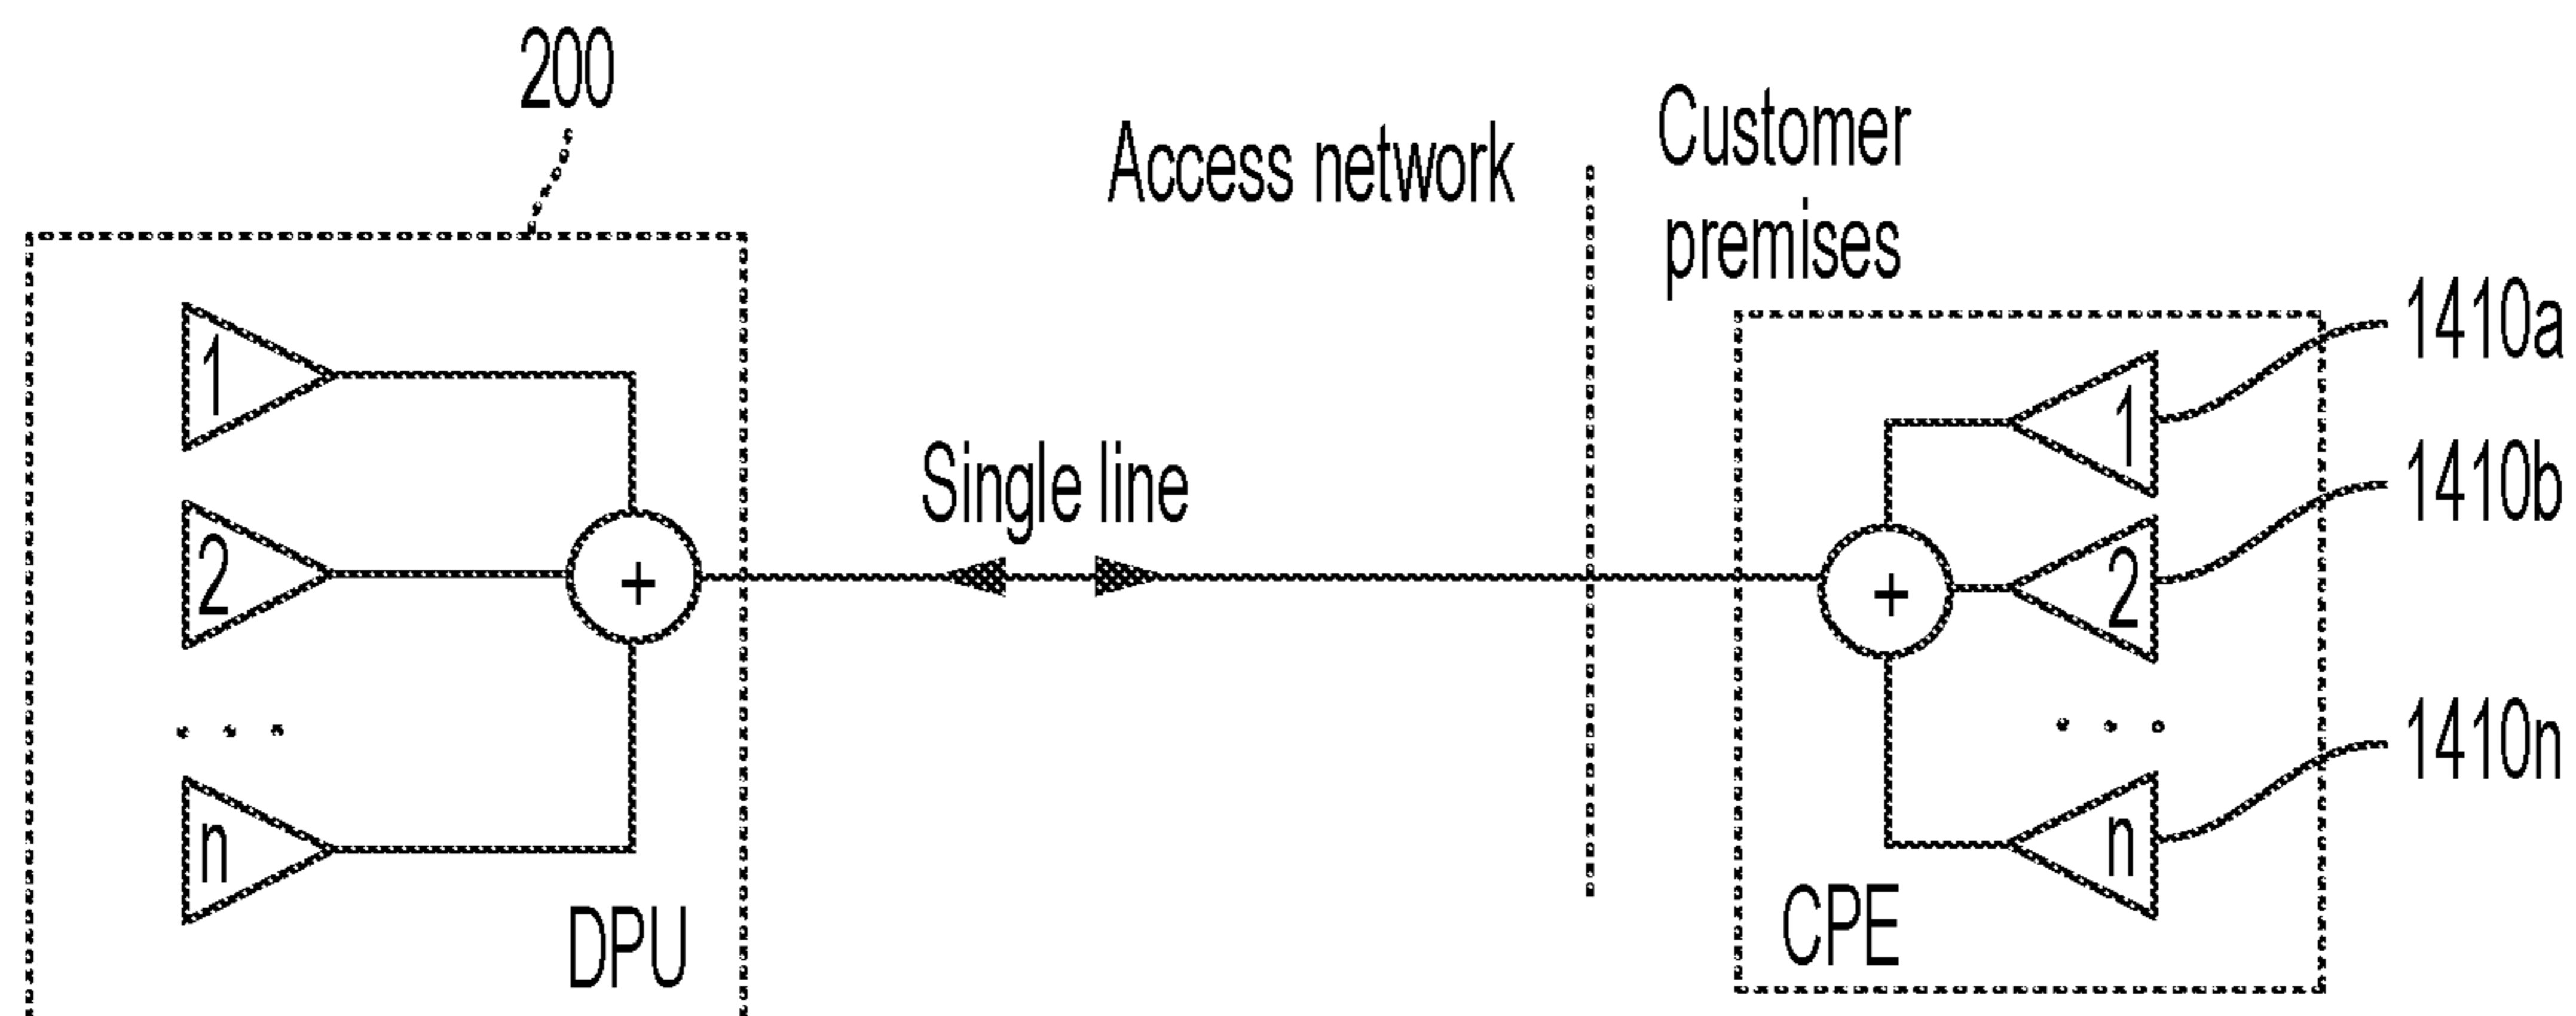 200
Access network
Customer
premises
1
2
n
+
DPU
Single line
+
1
2
n
CPE
1410a
1410b
1410n